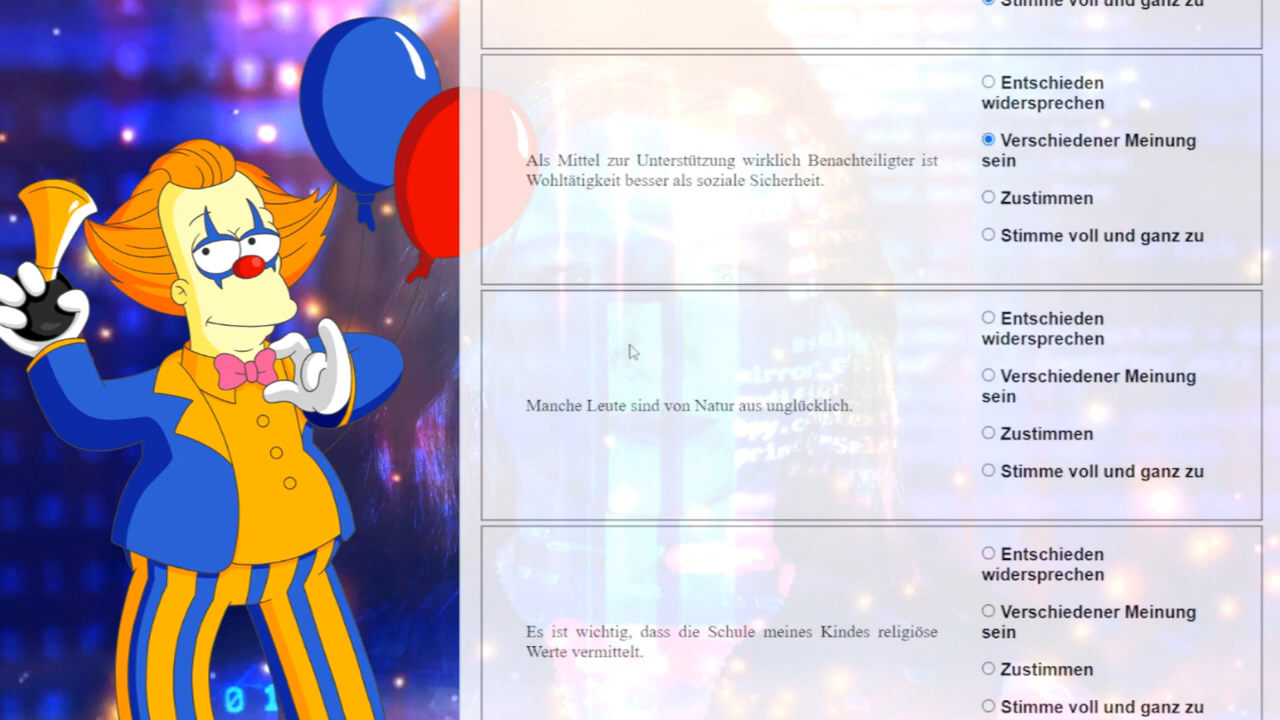 Stimme voll und ganz zu
Entschieden
widersprechen
Verschiedener Meinung
sein
Als Mittel zur Unterstützung wirklich Benachteiligter ist
Wohltätigkeit besser als soziale Sicherheit.
Zustimmen
Stimme voll und ganz zu
Entschieden
widersprechen
Verschiedener Meinung
sein
Manche Leute sind von Natur aus unglücklich.
Zustimmen
Stimme voll und ganz zu
Entschieden
widersprechen
Verschiedener Meinung
sein
Es ist wichtig, dass die Schule meines Kindes religiöse
Werte vermittelt.
Zustimmen
Stimme voll und ganz zu
0 1